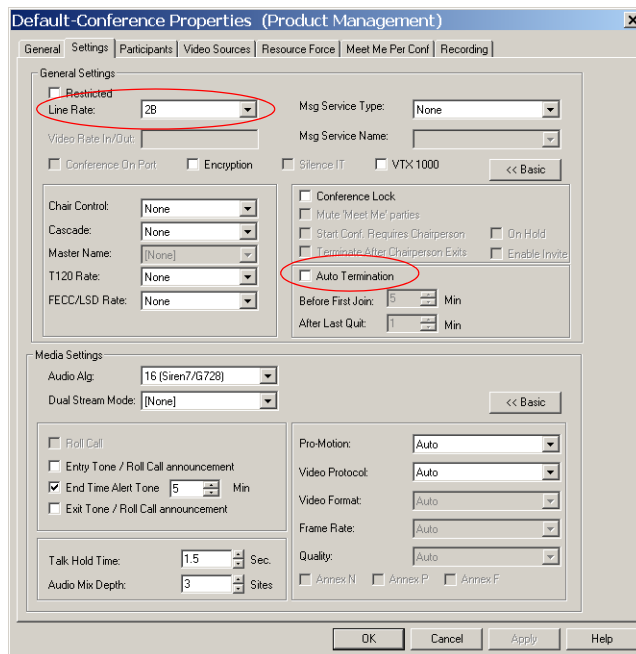 Default-Conference Properties (Product Management)
General Settings Participants Video Sources Resource Force Meet Me Per Conf Recording
General Settings
Restricted
Line Rate: 2B Msg Service Type: None
Video Rate In/Out: Msg Service Name:
Conference On Port Encryption Silence IT VTX 1000 << Basic
Chair Control: None
Cascade: None
Master Name: [None]
T120 Rate: None
FECC/LSD Rate: None
Conference Lock
Mute 'Meet Me' parties
Start Conf. Requires Chairperson On Hold
Terminate After Chairperson Exits Enable Invite
Auto Termination
Before First Join: 5 Min
After Last Quit: 1 Min
Media Settings
Audio Alg: 16 (Siren7/G728)
Dual Stream Mode: [None] << Basic
Roll Call
Entry Tone / Roll Call announcement
End Time Alert Tone 5 Min
Exit Tone / Roll Call announcement
Talk Hold Time: 1.5 Sec.
Audio Mix Depth: 3 Sites
Pro-Motion: Auto
Video Protocol: Auto
Video Format: Auto
Frame Rate: Auto
Quality: Auto
Annex N Annex P Annex F
OK Cancel Apply Help